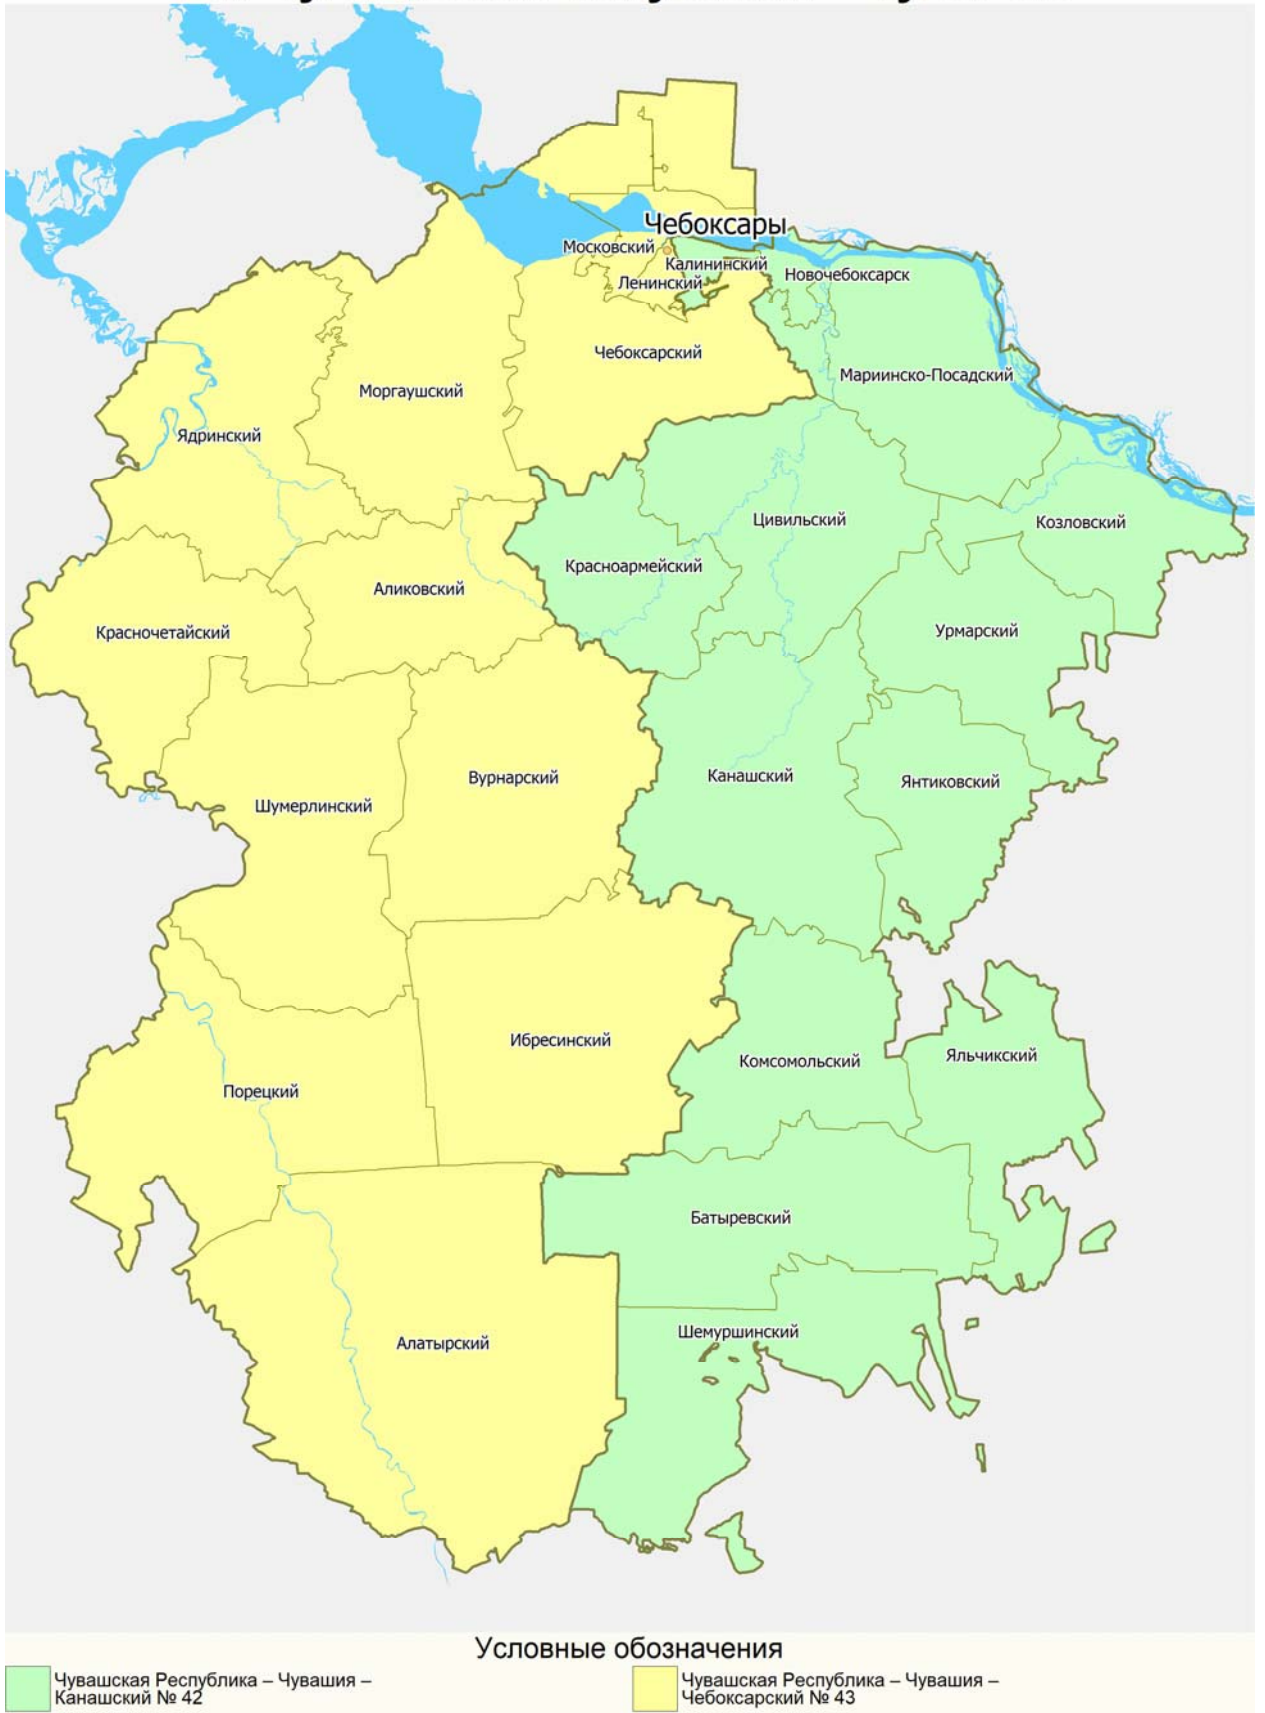 Чебоксары
Московский
Калининский
Новочебоксарск
Ленинский
Чебоксарский
Мариинско-Посадский
Моргаушский
Ядринский
Цивильский
Козловский
Красноармейский
Аликовский
Красночетайский
Урмарский
Вурнарский
Канашский
Янтиковский
Шумерлинский
Ибресинский
Комсомольский
Яльчикский
Порецкий
Батыревский
Шемуршинский
Алатырский
Условные обозначения
Чувашская Республика – Чувашия –
Канашский № 42
Чувашская Республика – Чувашия –
Чебоксарский № 43